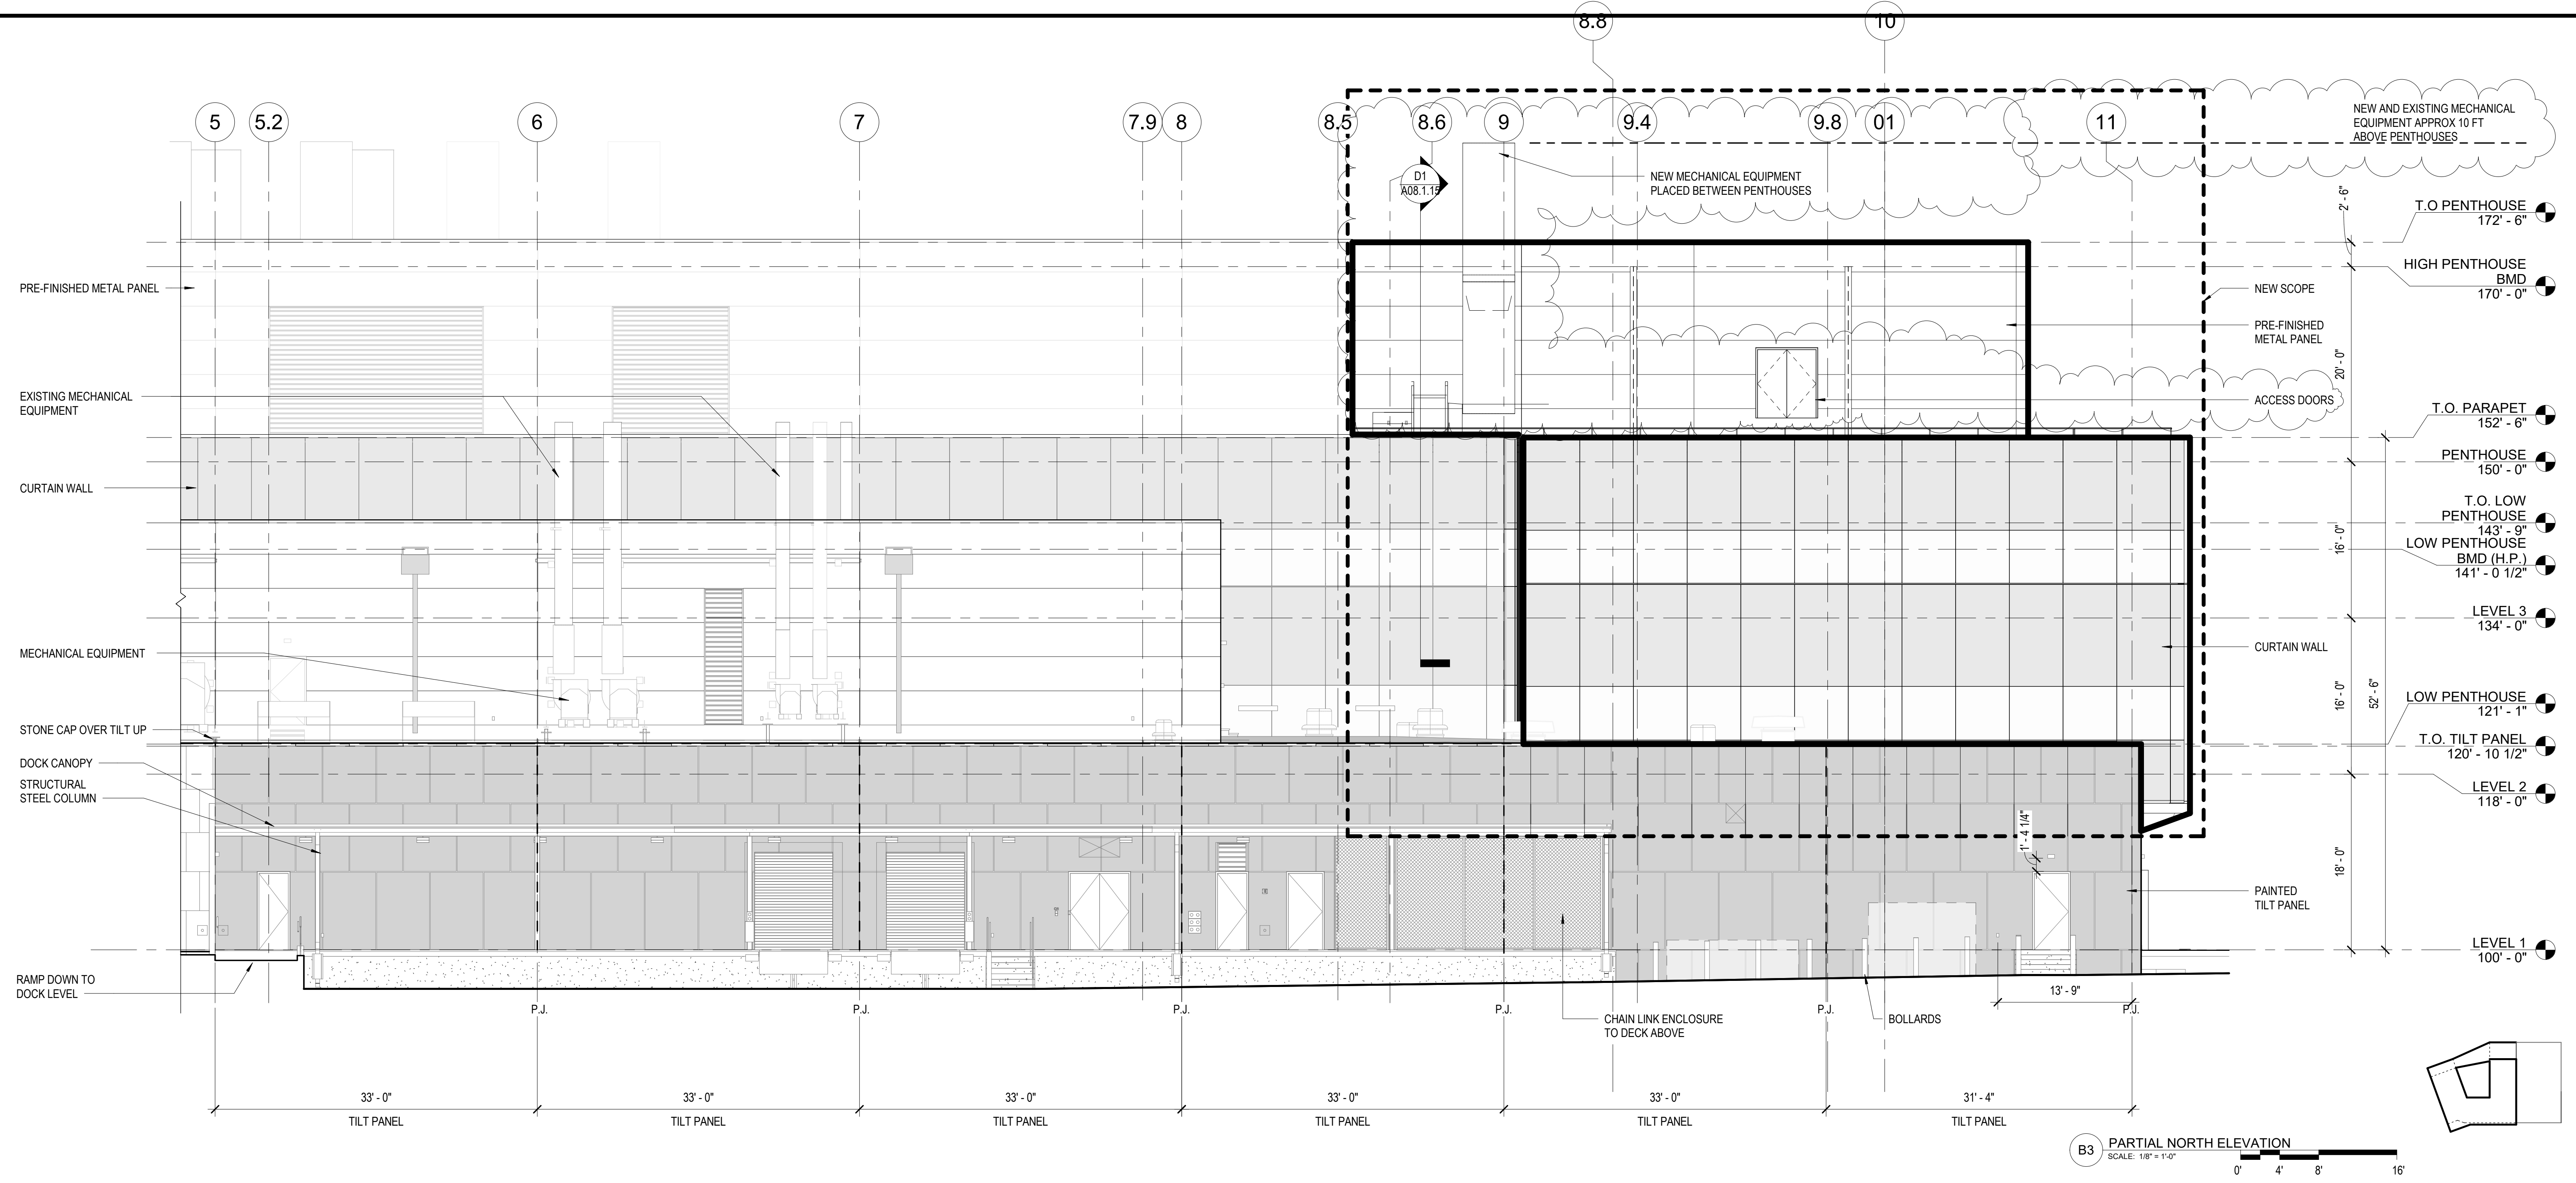 8.8
10
5
5.2
6
7
7.9
8
8.5
8.6
9
9.4
9.8
01
11
NEW AND EXISTING MECHANICAL
EQUIPMENT APPROX 10 FT
ABOVE PENTHOUSES
D1
A08.1.15
NEW MECHANICAL EQUIPMENT
PLACED BETWEEN PENTHOUSES
2' - 6"
T.O PENTHOUSE
172' - 6"
HIGH PENTHOUSE
BMD
170' - 0"
PRE-FINISHED METAL PANEL
NEW SCOPE
PRE-FINISHED
METAL PANEL
20' - 0"
EXISTING MECHANICAL
EQUIPMENT
ACCESS DOORS
T.O. PARAPET
152' - 6"
PENTHOUSE
150' - 0"
CURTAIN WALL
T.O. LOW
PENTHOUSE
143' - 9"
16' - 0"
LOW PENTHOUSE
BMD (H.P.)
141' - 0 1/2"
LEVEL 3
134' - 0"
MECHANICAL EQUIPMENT
CURTAIN WALL
16' - 0"
52' - 6"
LOW PENTHOUSE
121' - 1"
STONE CAP OVER TILT UP
T.O. TILT PANEL
120' - 10 1/2"
DOCK CANOPY
STRUCTURAL
STEEL COLUMN
LEVEL 2
118' - 0"
1' - 4 1/4"
18' - 0"
PAINTED
TILT PANEL
LEVEL 1
100' - 0"
RAMP DOWN TO
DOCK LEVEL
13' - 9"
P.J.
P.J.
P.J.
P.J.
P.J.
P.J.
CHAIN LINK ENCLOSURE
TO DECK ABOVE
BOLLARDS
33' - 0"
TILT PANEL
33' - 0"
TILT PANEL
33' - 0"
TILT PANEL
33' - 0"
TILT PANEL
33' - 0"
TILT PANEL
31' - 4"
TILT PANEL
B3
PARTIAL NORTH ELEVATION
SCALE: 1/8" = 1'-0"
0' 4' 8' 16'